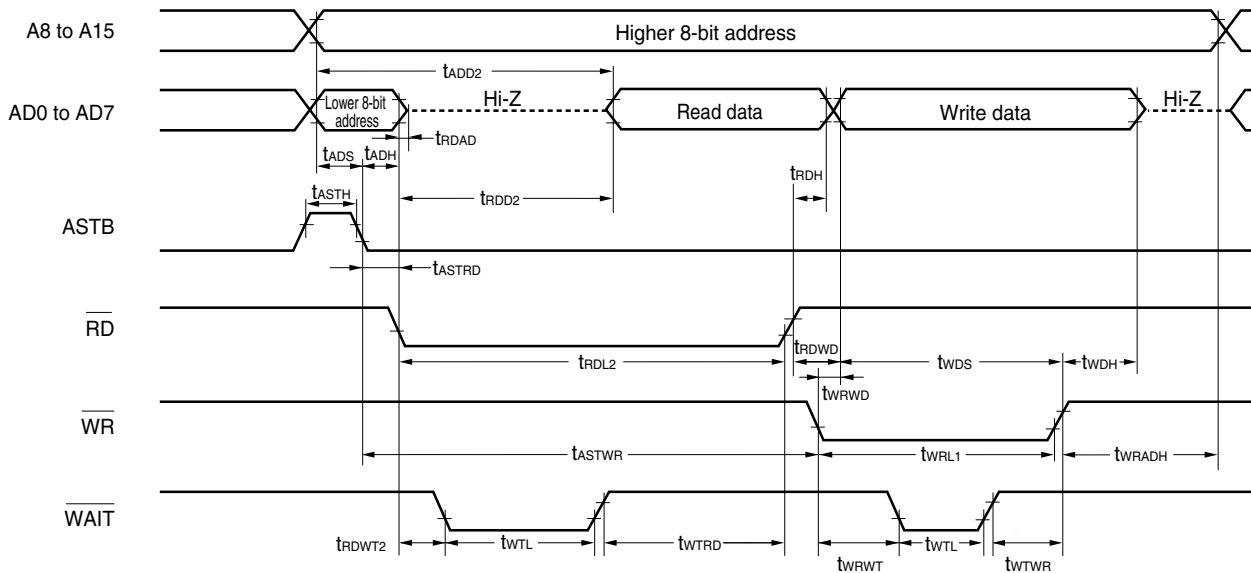 A8 to A15
Higher 8-bit address
tADD2
AD0 to AD7
Lower 8-bit
address
Hi-Z
Read data
Write data
Hi-Z
tRDAD
tADS
tADH
tRDH
tASTH
tRDD2
ASTB
tASTRD
RD
tRDL2
tRDWD
tWDS
tWDH
tWRWD
WR
tASTWR
tWRL1
tWRADH
WAIT
tRDWT2
tWTL
tWTRD
tWRWT
tWTL
tWTWR